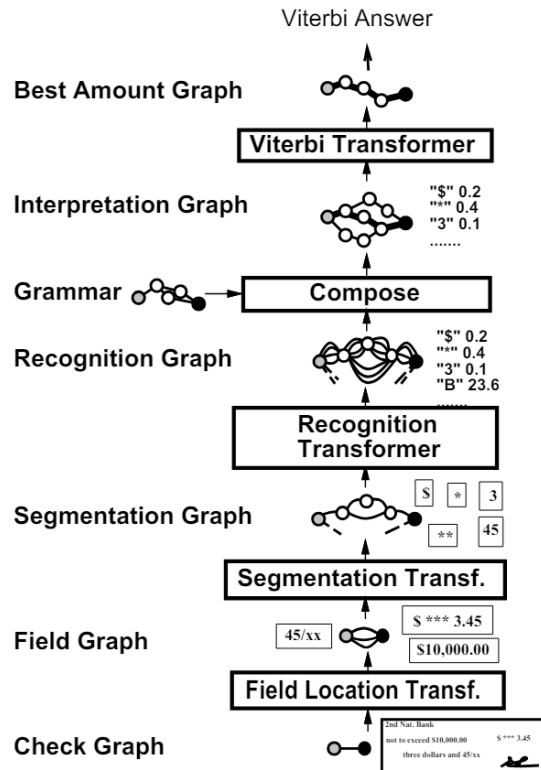 Viterbi Answer
Best Amount Graph
Viterbi Transformer
Interpretation Graph
"$" 0.2
"*" 0.4
"3" 0.1
.......
Grammar
Compose
Recognition Graph
"$" 0.2
"*" 0.4
"3" 0.1
"B" 23.6
.......
Recognition
Transformer
Segmentation Graph
$ * 3
** 45
Segmentation Transf.
Field Graph
45/xx
$ *** 3.45
$10,000.00
Field Location Transf.
Check Graph
2nd Nat. Bank
not to exceed $10,000.00 $ *** 3.45
three dollars and 45/xx